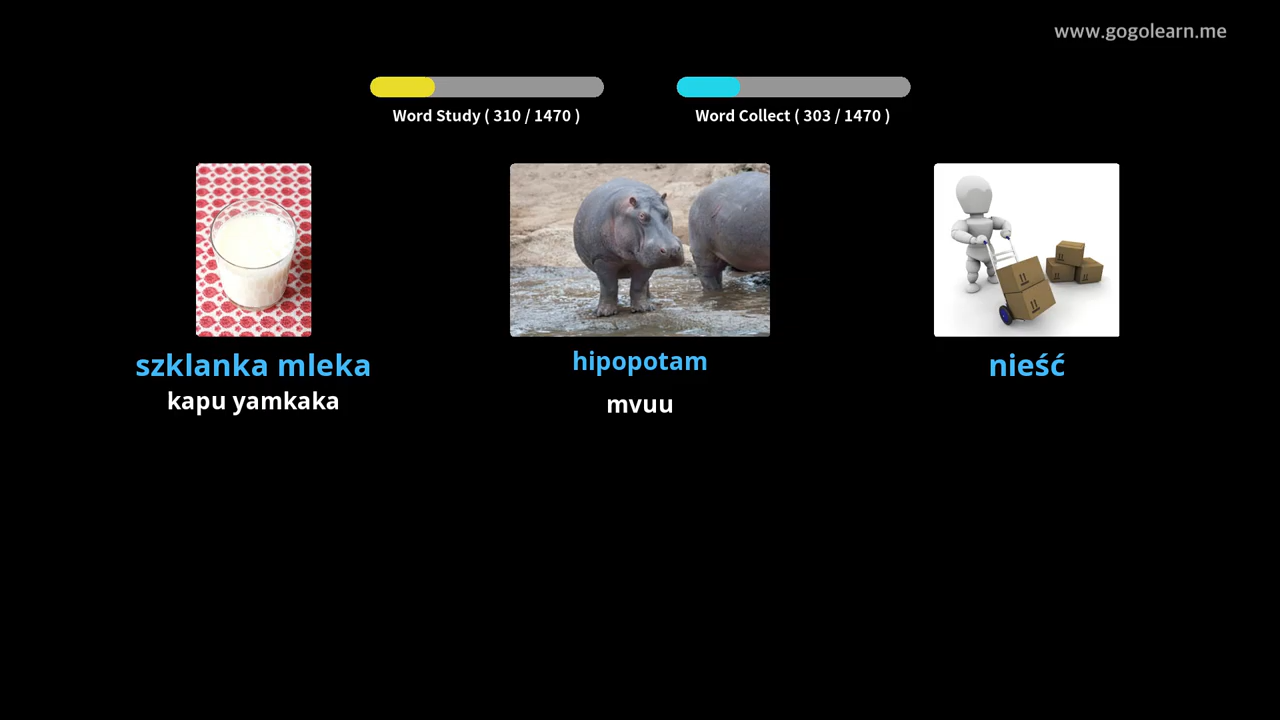 www.gogolearn.me
Word Study ( 310 / 1470 )
Word Collect ( 303 / 1470 )
szklanka mleka
kapu yamkaka
hipopotam
mvuu
nieść